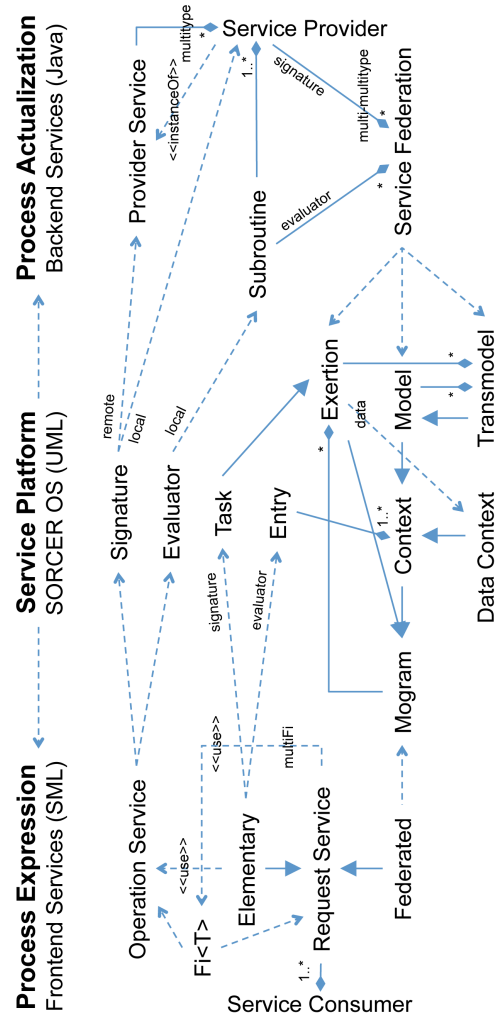 Process Expression
Frontend Services (SML)
Service Platform
SORCER OS (UML)
Process Actualization
Backend Services (Java)
Operation Service
Signature
remote
local
Provider Service
<<instanceOf>>
multitype
*
Service Provider
1..*
Evaluator
local
Subroutine
signature
multi-multitype
*
evaluator
*
Service Federation
Fi<T>
<<use>>
<<use>>
multiFi
Elementary
signature
evaluator
Task
Entry
Request Service
1..*
Service Consumer
Federated
Mogram
*
Exertion
data
Context
1..*
Model
*
*
Transmodel
Data Context